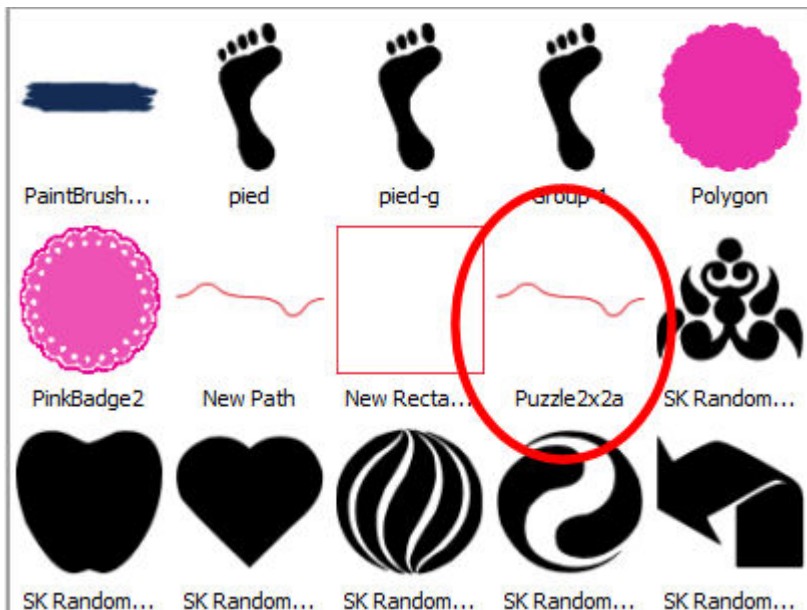 PaintBrush... pied pied-g Group-1 Polygon
PinkBadge2 New Path New Recta... Puzzle2x2a SK Random...
SK Random... SK Random... SK Random... SK Random... SK Random...